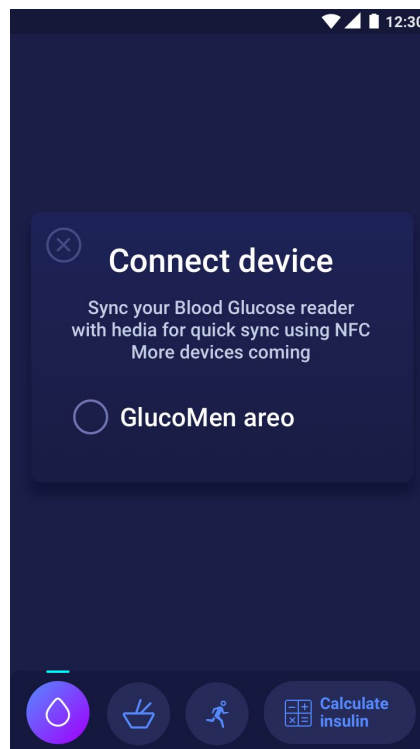 12:30
Connect device
Sync your Blood Glucose reader
with hedia for quick sync using NFC
More devices coming
GlucoMen areo
Calculate
insulin